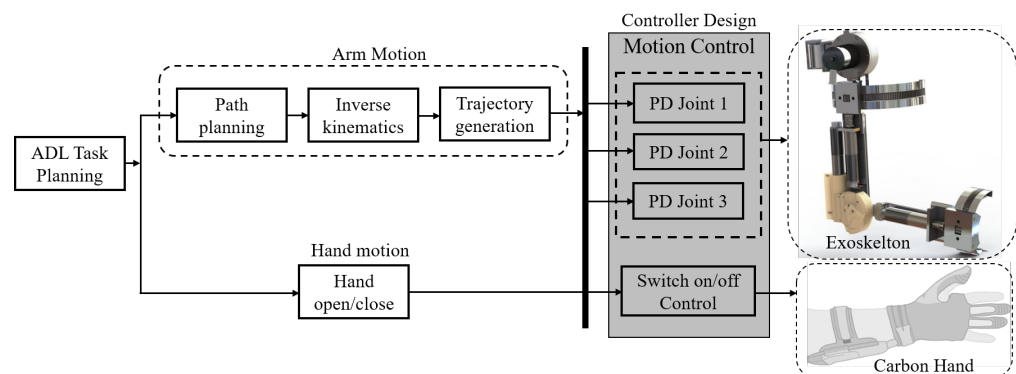 Controller Design
Motion Control
Arm Motion
Path
planning
Inverse
kinematics
Trajectory
generation
PD Joint 1
PD Joint 2
PD Joint 3
ADL Task
Planning
Exoskelton
Hand motion
Hand
open/close
Switch on/off
Control
Carbon Hand